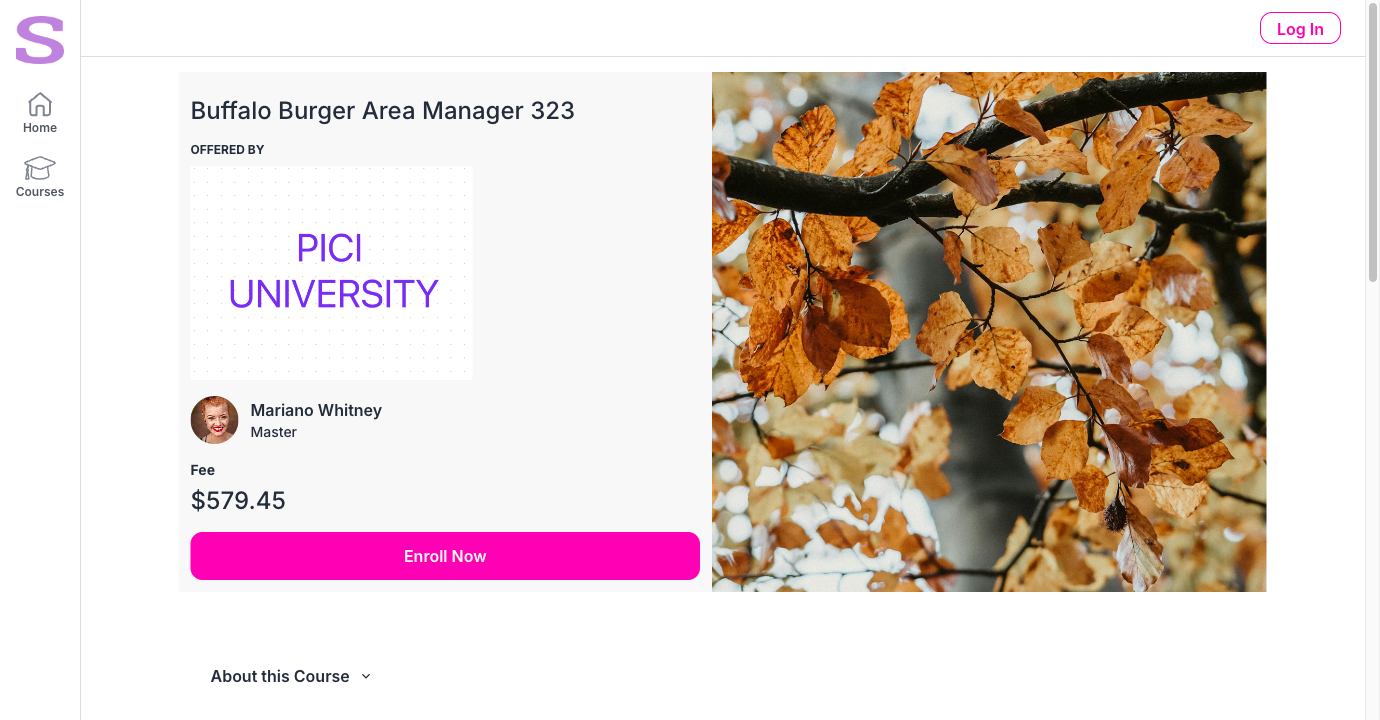 S
Log In
Home
Courses
Buffalo Burger Area Manager 323
OFFERED BY
PICI
UNIVERSITY
Mariano Whitney
Master
Fee
$579.45
Enroll Now
About this Course